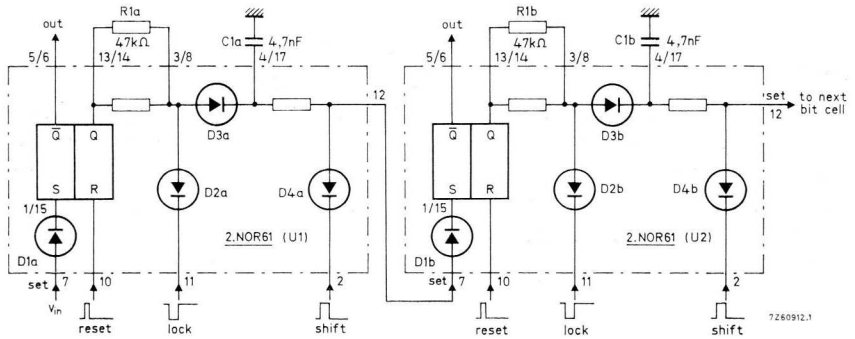 out
R1a
47kΩ
C1a
4,7nF
5/6
13/14
3/8
4/17
12
D3a
Q̅
Q
S
R
D2a
D4a
1/15
D1a
2.NOR61 (U1)
set
7
10
11
2
Vin
reset
lock
shift
out
R1b
47kΩ
C1b
4,7nF
5/6
13/14
3/8
4/17
set
12
to next
bit cell
D3b
Q̅
Q
S
R
D2b
D4b
1/15
D1b
2.NOR61 (U2)
set
7
10
11
2
reset
lock
shift
7Z60912.1